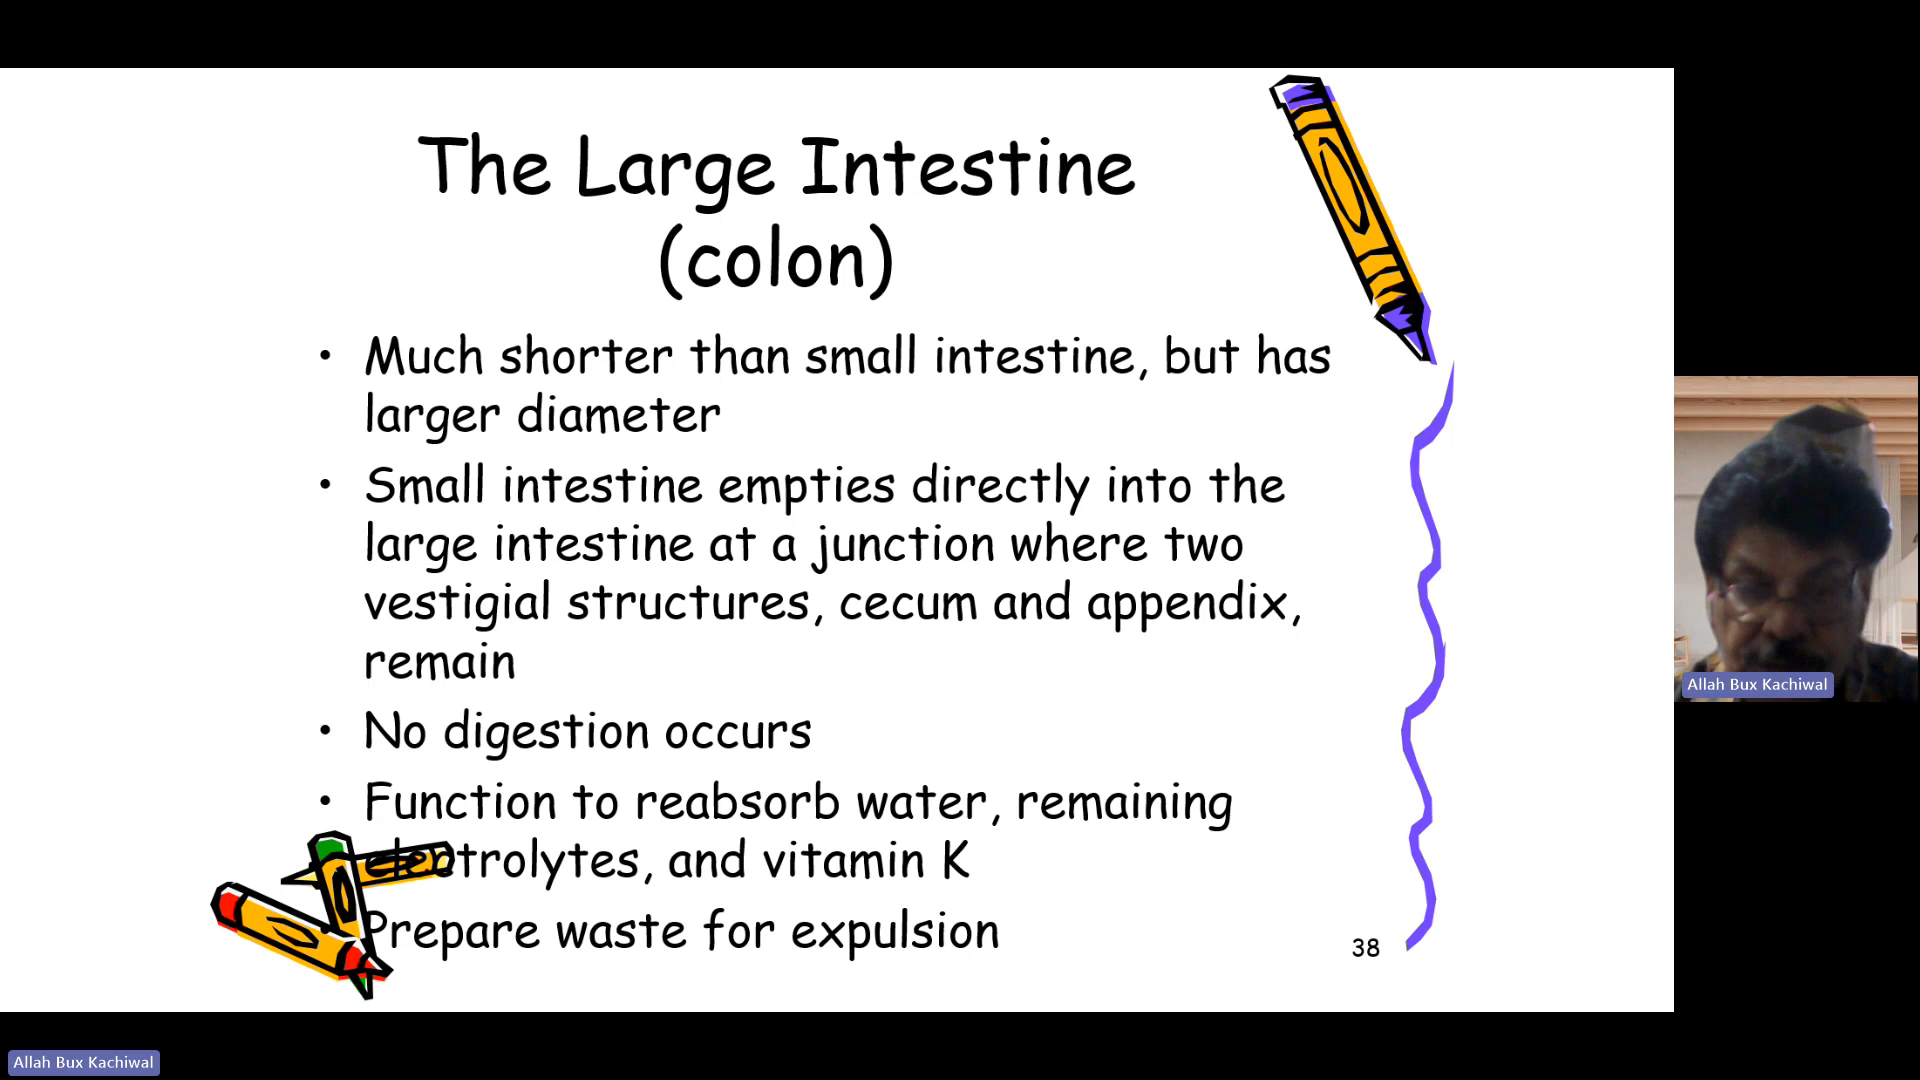 The Large Intestine
(colon)
• Much shorter than small intestine, but has
larger diameter
• Small intestine empties directly into the
large intestine at a junction where two
vestigial structures, cecum and appendix,
remain
• No digestion occurs
• Function to reabsorb water, remaining
electrolytes, and vitamin K
• Prepare waste for expulsion
38
Allah Bux Kachiwal
Allah Bux Kachiwal